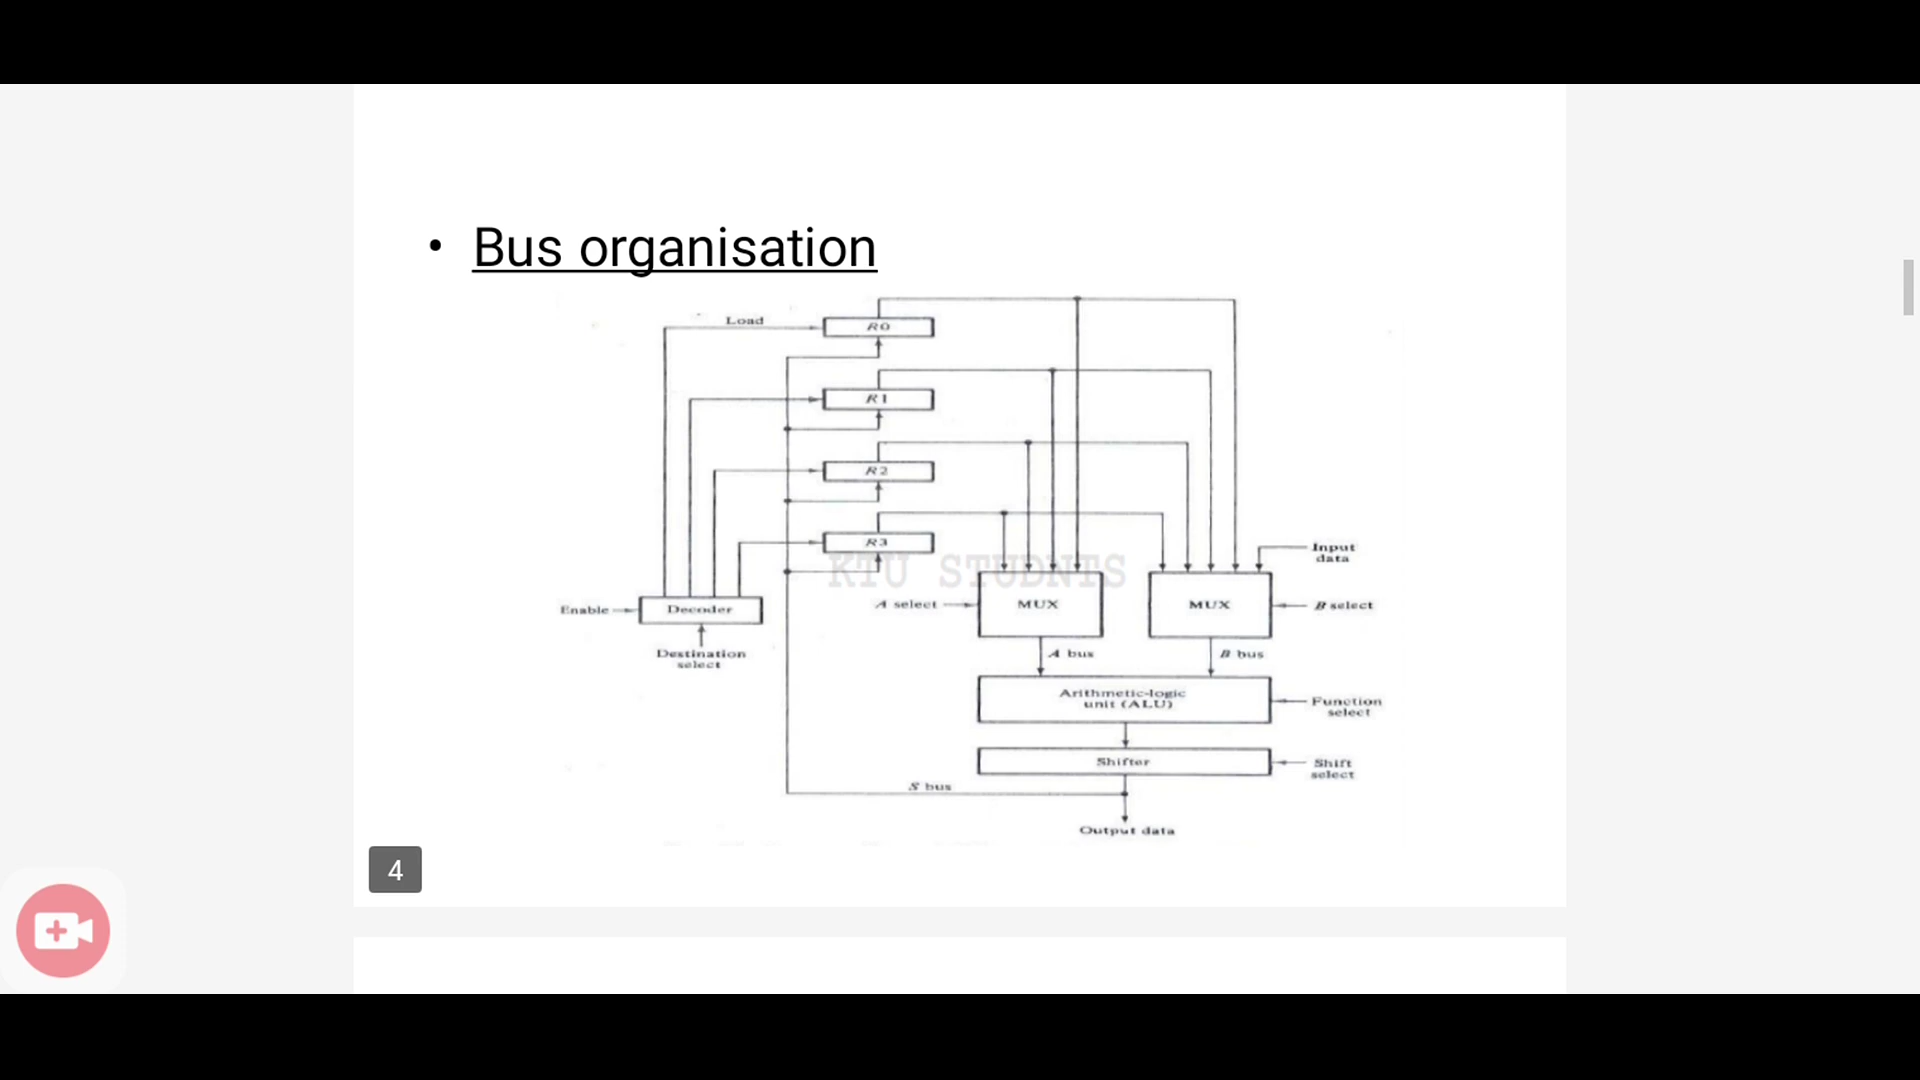 • Bus organisation
Load
R0
R1
R2
R3
Input
data
KTU STUDNTS
Enable
Decoder
A select
MUX
MUX
B select
Destination
select
A bus
B bus
Arithmetic-logic
unit (ALU)
Function
select
Shifter
Shift
select
S bus
Output data
4